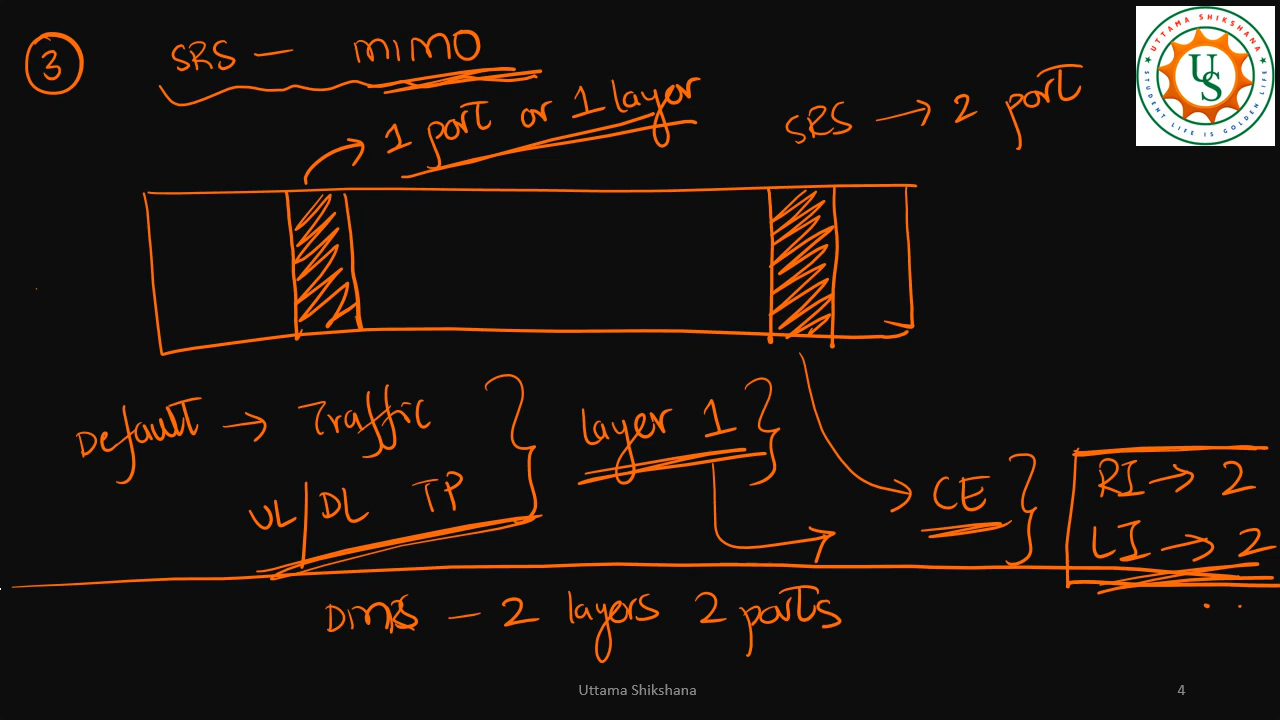 3
SRS — MIMO
1 port or 1 layer
SRS → 2 port
UTTAMA SHIKSHANA
US
STUDENT LIFE IS GOLDEN LIFE
Default → Traffic
UL/DL TP
layer 1
CE
RI → 2
LI → 2
— 2 layers 2 ports
Uttama Shikshana
4